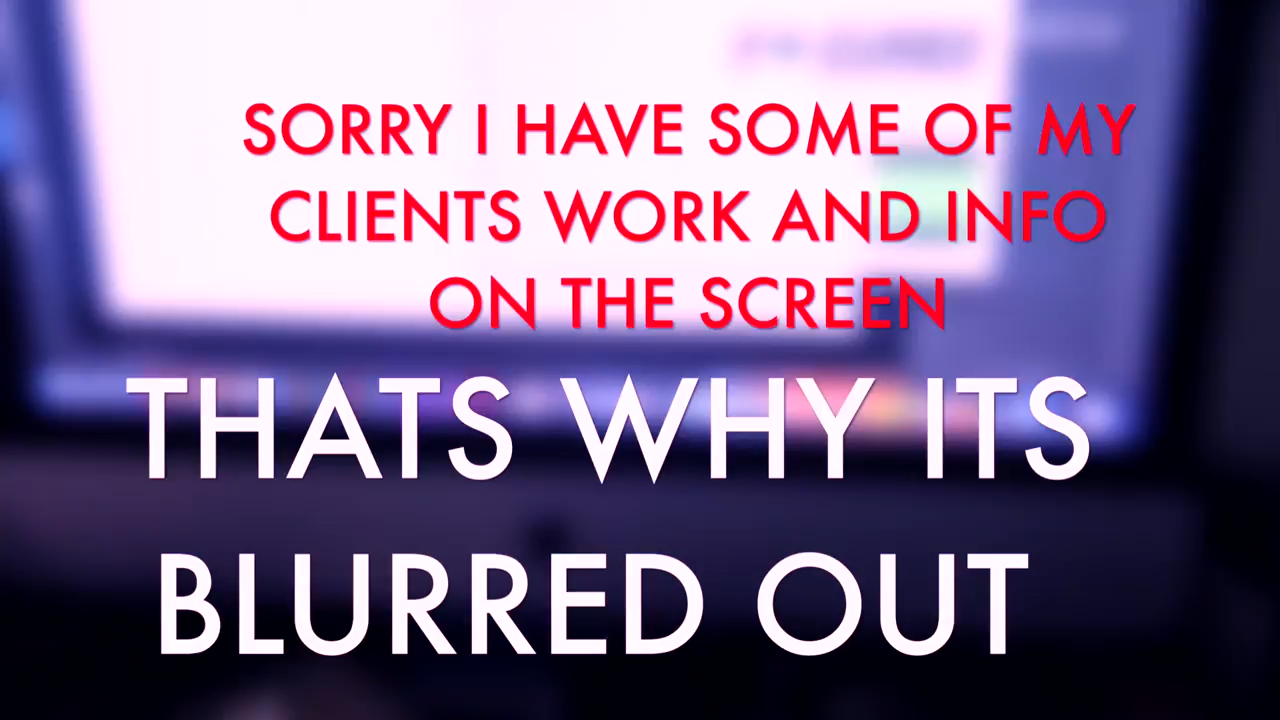 SORRY I HAVE SOME OF MY
CLIENTS WORK AND INFO
ON THE SCREEN
THATS WHY ITS
BLURRED OUT